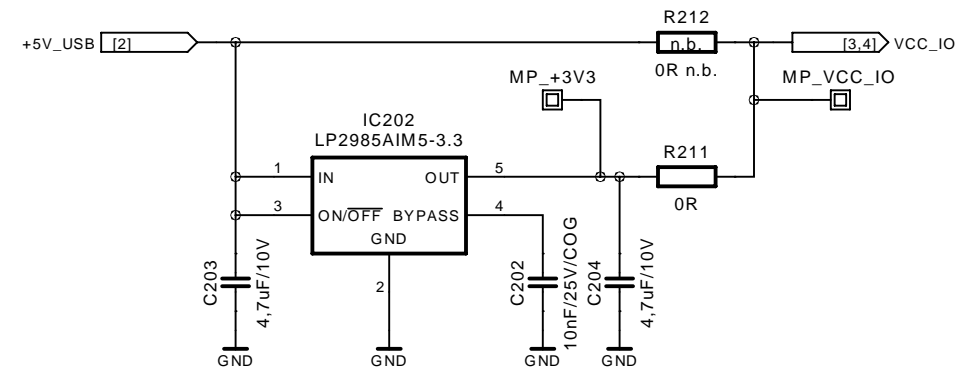 R212
+5V_USB [2]
n.b.
[3,4] VCC_IO
0R n.b.
MP_+3V3
MP_VCC_IO
IC202
LP2985AIM5-3.3
R211
1
IN
OUT
5
0R
3
ON/OFF
BYPASS
4
GND
2
C203
4,7uF/10V
C202
10nF/25V/COG
C204
4,7uF/10V
GND
GND
GND
GND